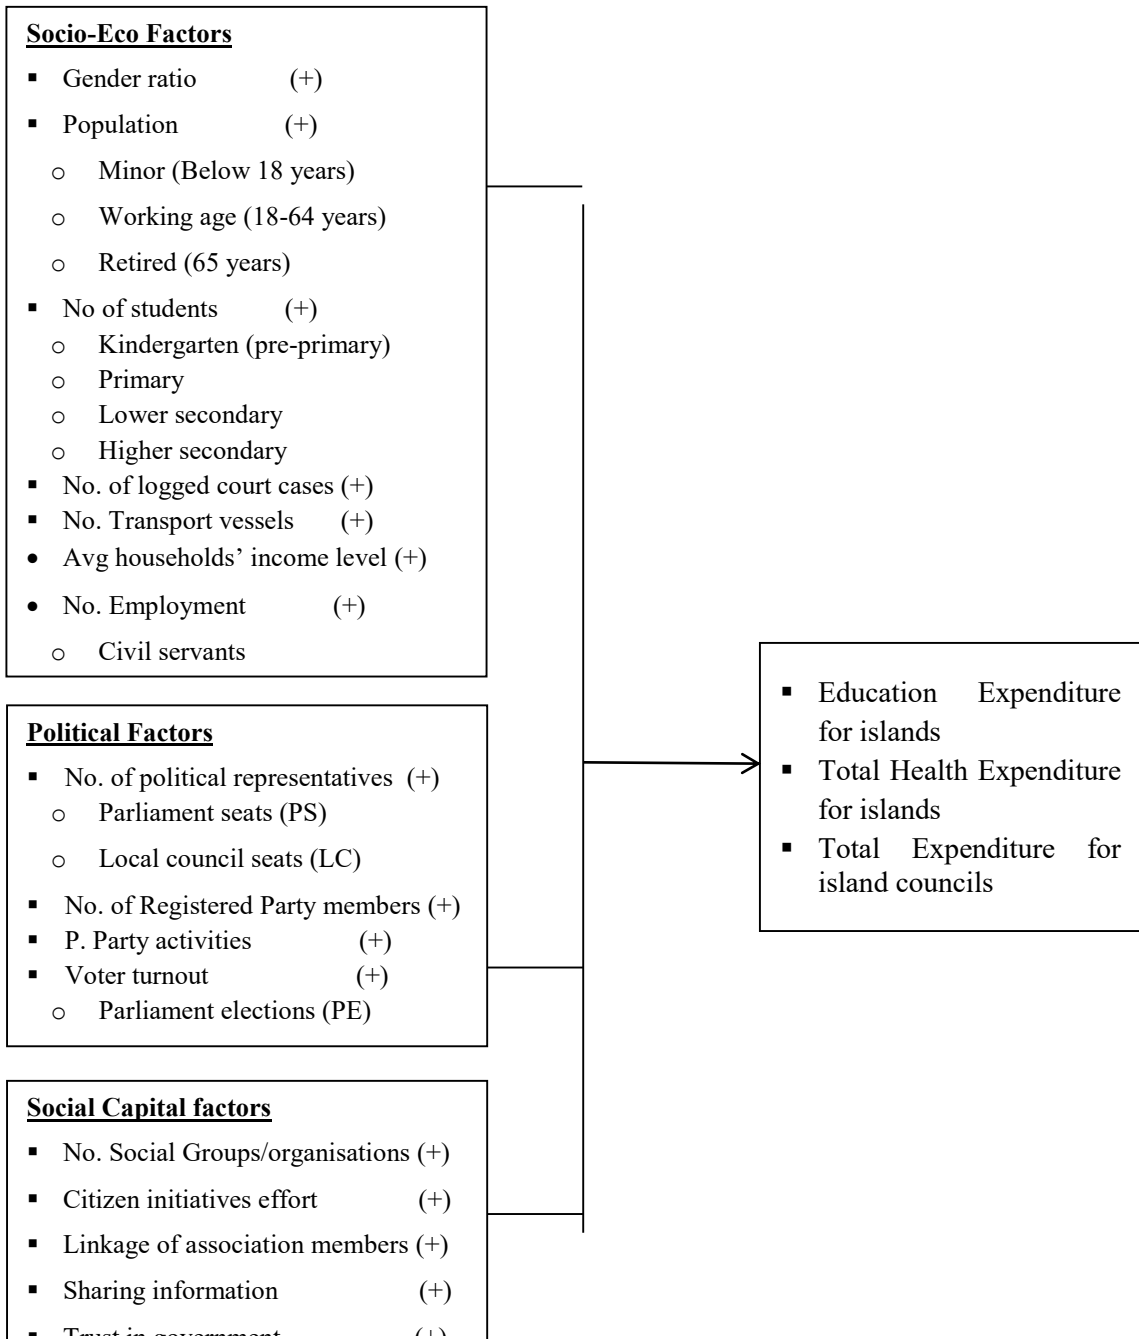 Socio-Eco Factors
▪ Gender ratio (+)
▪ Population (+)
o Minor (Below 18 years)
o Working age (18-64 years)
o Retired (65 years)
▪ No of students (+)
o Kindergarten (pre-primary)
o Primary
o Lower secondary
o Higher secondary
▪ No. of logged court cases (+)
▪ No. Transport vessels (+)
• Avg households’ income level (+)
• No. Employment (+)
o Civil servants
Political Factors
▪ No. of political representatives (+)
o Parliament seats (PS)
o Local council seats (LC)
▪ No. of Registered Party members (+)
▪ P. Party activities (+)
▪ Voter turnout (+)
o Parliament elections (PE)
Social Capital factors
▪ No. Social Groups/organisations (+)
▪ Citizen initiatives effort (+)
▪ Linkage of association members (+)
▪ Sharing information (+)
▪ Trust in government (+)
▪ Education Expenditure
for islands
▪ Total Health Expenditure
for islands
▪ Total Expenditure for
island councils